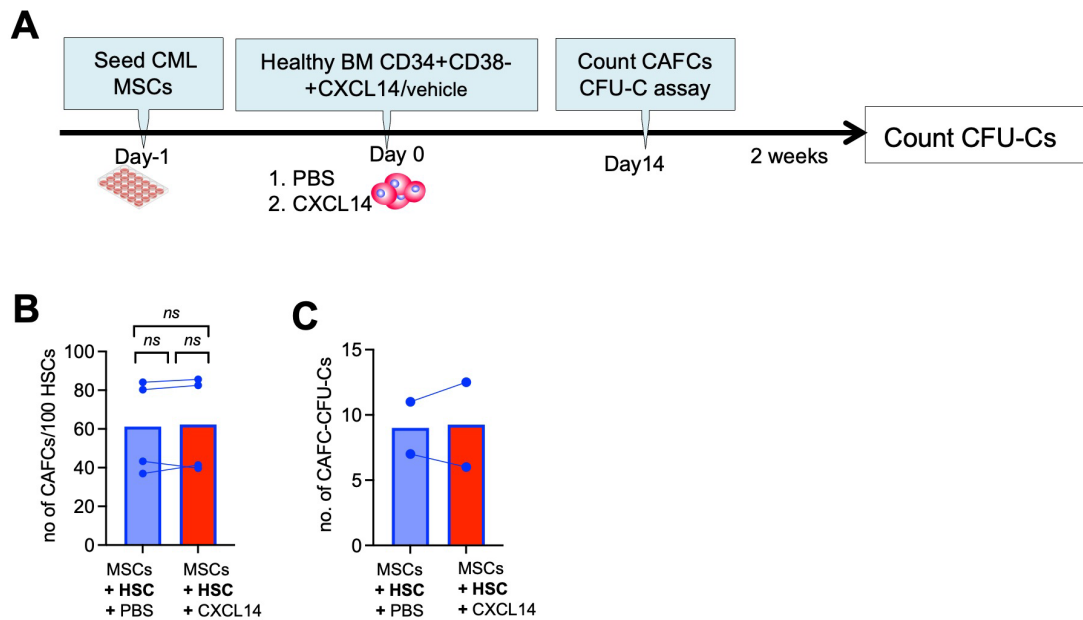 A
Seed CML
MSCs
Healthy BM CD34+CD38-
+CXCL14/vehicle
Count CAFCs
CFU-C assay
Day-1
Day 0
Day14
2 weeks
Count CFU-Cs
1. PBS
2. CXCL14
B
ns
ns
ns
no of CAFCs/100 HSCs
100
80
60
40
20
0
MSCs
+ HSC
+ PBS
MSCs
+ HSC
+ CXCL14
C
no. of CAFC-CFU-Cs
15
10
5
0
MSCs
+ HSC
+ PBS
MSCs
+ HSC
+ CXCL14